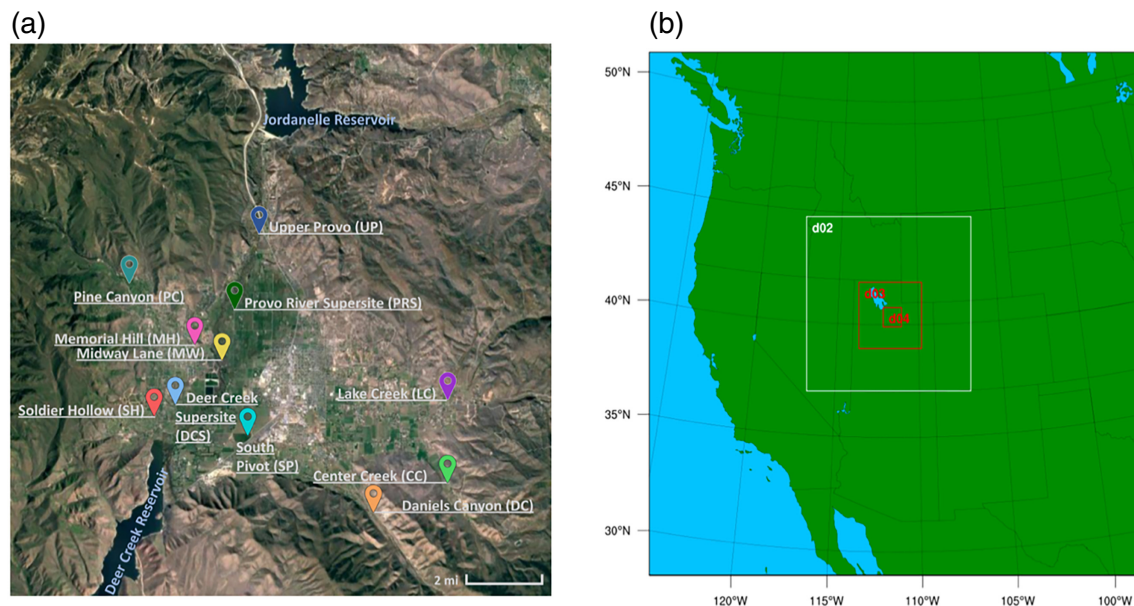 (a)
Jordanelle Reservoir
Upper Provo (UP)
Pine Canyon (PC)
Provo River Supersite (PRS)
Memorial Hill (MH)
Midway Lane (MW)
Lake Creek (LC)
Soldier Hollow (SH)
Deer Creek
Supersite
(DCS)
South
Pivot (SP)
Center Creek (CC)
Daniels Canyon (DC)
Deer Creek Reservoir
2 mi
(b)
50°N
45°N
40°N
35°N
30°N
d02
d03
d04
120°W
115°W
110°W
105°W
100°W